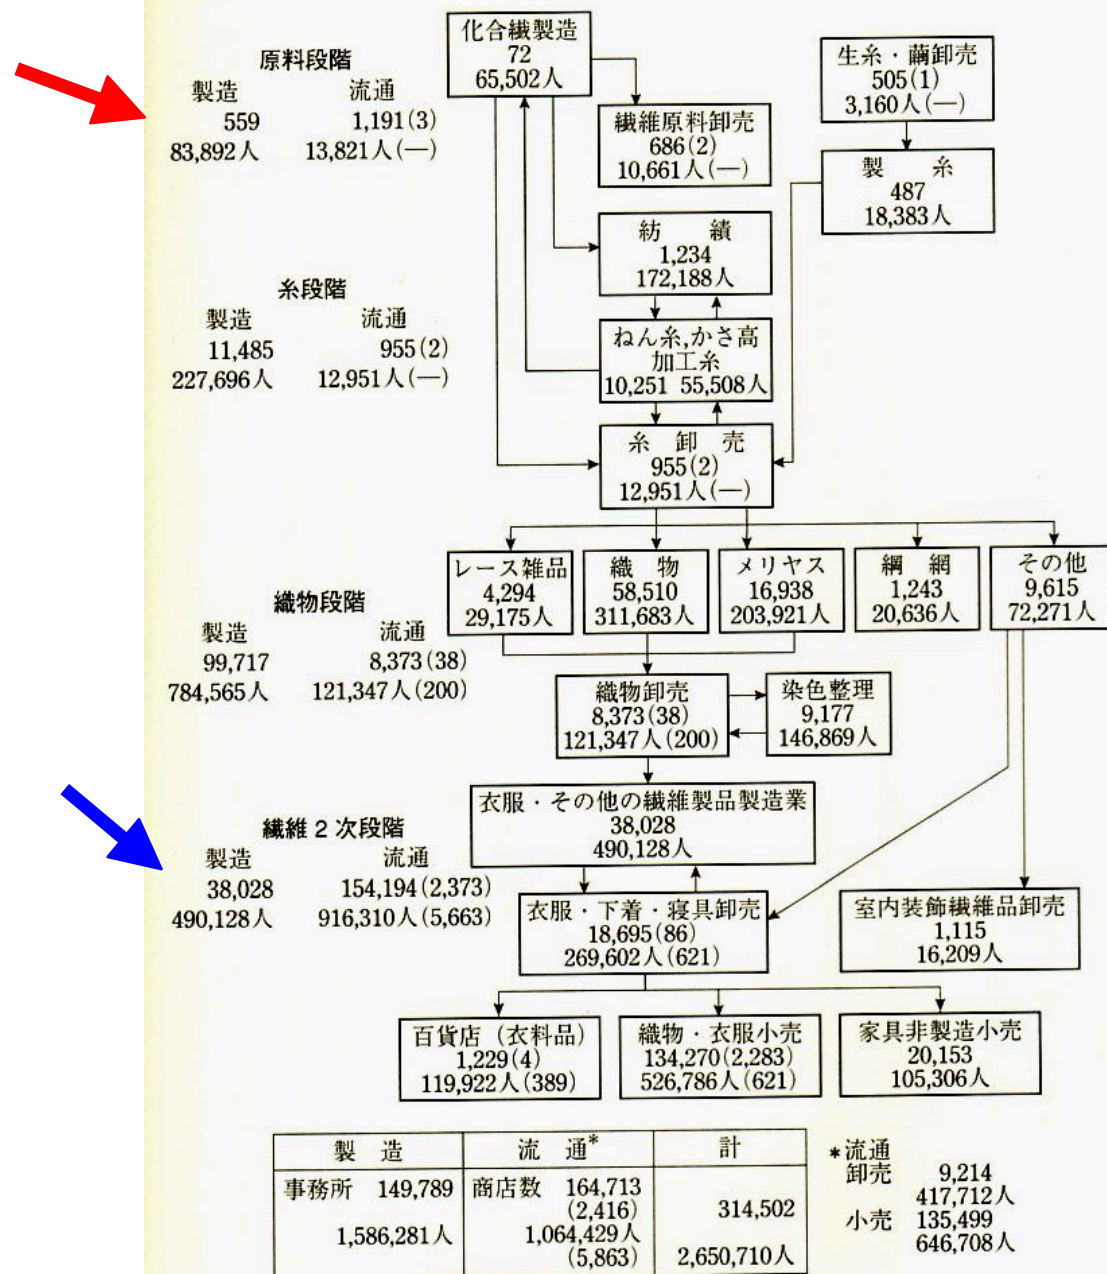 化合繊製造
72
65,502人
原料段階
製造 流通
559 1,191(3)
83,892人 13,821人(—)
生糸・繭卸売
505(1)
3,160人(—)
繊維原料卸売
686(2)
10,661人(—)
製 糸
487
18,383人
紡 績
1,234
172,188人
糸段階
製造 流通
11,485 955(2)
227,696人 12,951人(—)
ねん糸,かさ高
加工糸
10,251 55,508人
糸 卸 売
955(2)
12,951人(—)
レース雑品
4,294
29,175人
織 物
58,510
311,683人
メリヤス
16,938
203,921人
綱 網
1,243
20,636人
その他
9,615
72,271人
織物段階
製造 流通
99,717 8,373(38)
784,565人 121,347人(200)
織物卸売
8,373(38)
121,347人(200)
染色整理
9,177
146,869人
衣服・その他の繊維製品製造業
38,028
490,128人
繊維2次段階
製造 流通
38,028 154,194(2,373)
490,128人 916,310人(5,663)
衣服・下着・寝具卸売
18,695(86)
269,602人(621)
室内装飾繊維品卸売
1,115
16,209人
百貨店(衣料品)
1,229(4)
119,922人(389)
織物・衣服小売
134,270(2,283)
526,786人(621)
家具非製造小売
20,153
105,306人
製 造 流 通* 計
事務所 149,789 商店数 164,713
(2,416) 314,502
1,586,281人 1,064,429人
(5,863) 2,650,710人
*流通
卸売 9,214
417,712人
小売 135,499
646,708人